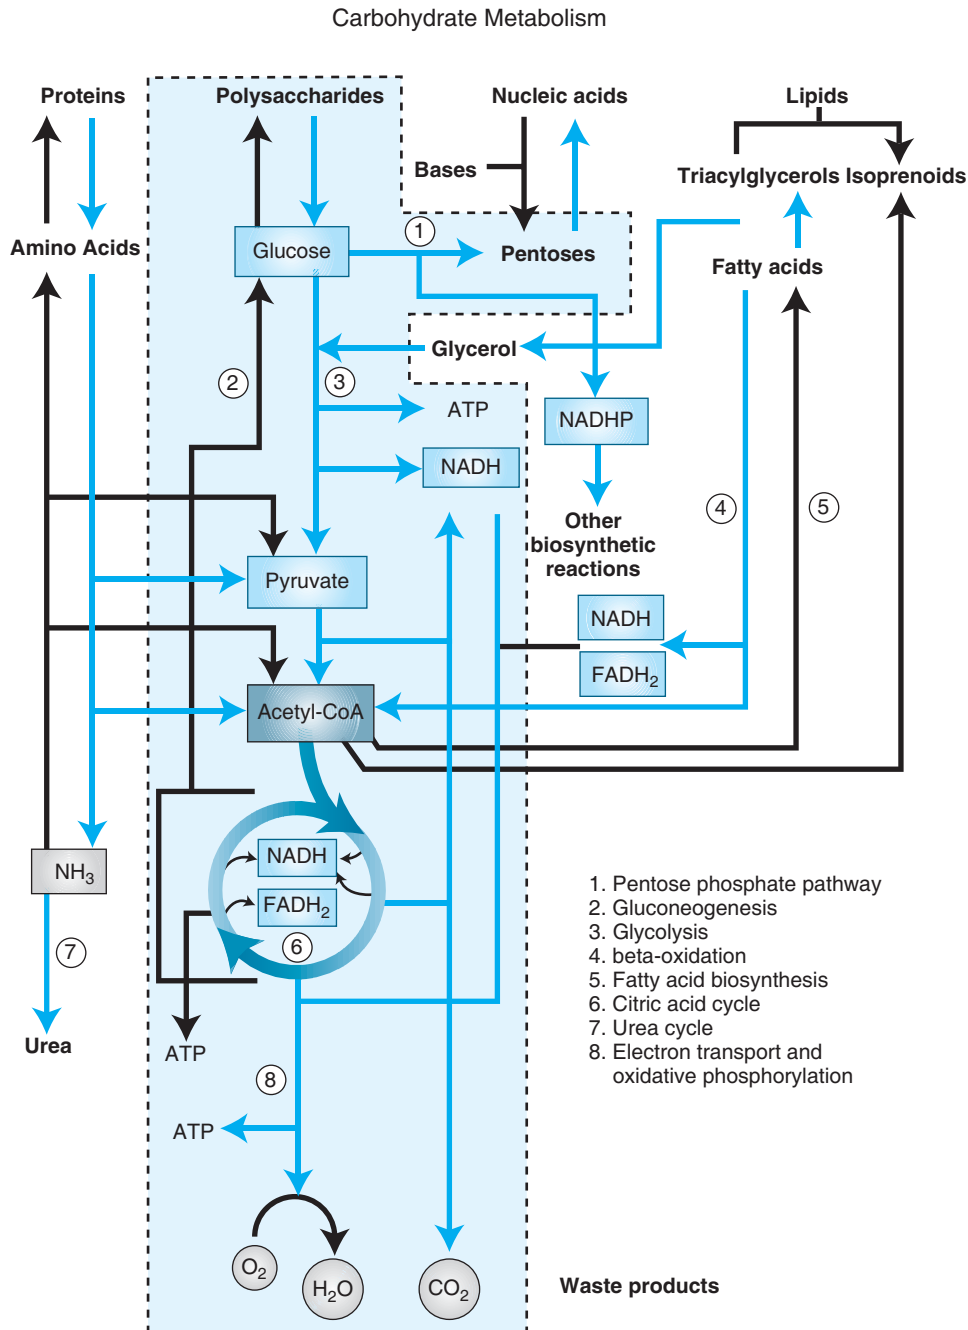 Carbohydrate Metabolism
Proteins
Polysaccharides
Nucleic acids
Lipids
Bases
Triacylglycerols Isoprenoids
1
Amino Acids
Glucose
Pentoses
Fatty acids
Glycerol
2
3
ATP
NADHP
NADH
4
5
Other
biosynthetic
reactions
Pyruvate
NADH
FADH2
Acetyl-CoA
NADH
NH3
FADH2
6
7
Urea
ATP
1. Pentose phosphate pathway
2. Gluconeogenesis
3. Glycolysis
4. beta-oxidation
5. Fatty acid biosynthesis
6. Citric acid cycle
7. Urea cycle
8. Electron transport and
oxidative phosphorylation
8
ATP
O2
H2O
CO2
Waste products